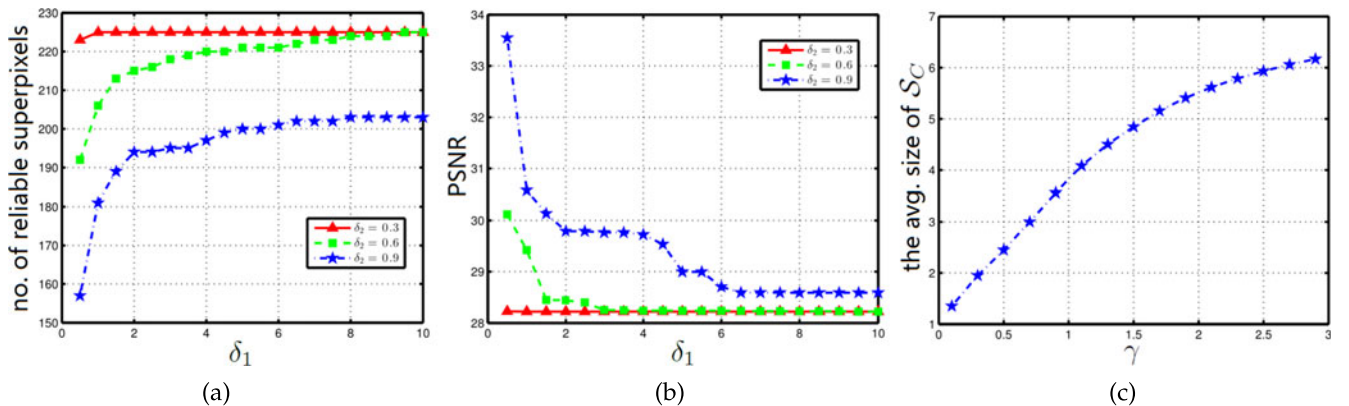 no. of reliable superpixels
230
220
210
200
190
180
170
160
150
0 2 4 6 8 10
δ₂ = 0.3
δ₂ = 0.6
δ₂ = 0.9
δ₁
(a)
PSNR
34
33
32
31
30
29
28
0 2 4 6 8 10
δ₂ = 0.3
δ₂ = 0.6
δ₂ = 0.9
δ₁
(b)
the avg. size of 𝒮_C
7
6
5
4
3
2
1
0 0.5 1 1.5 2 2.5 3
γ
(c)